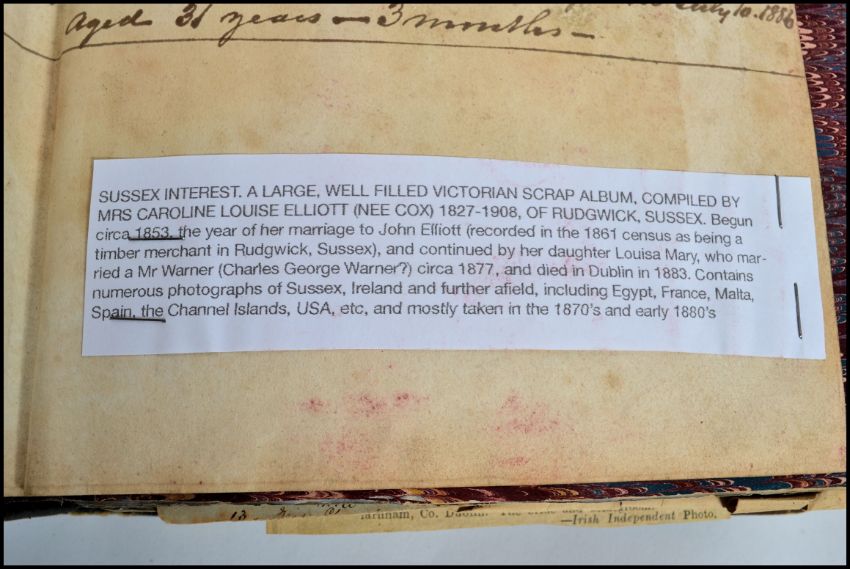 July 10. 1886
aged 31 years — 3 months —
SUSSEX INTEREST. A LARGE, WELL FILLED VICTORIAN SCRAP ALBUM, COMPILED BY
MRS CAROLINE LOUISE ELLIOTT (NEE COX) 1827-1908, OF RUDGWICK, SUSSEX. Begun
circa 1853, the year of her marriage to John Elliott (recorded in the 1861 census as being a
timber merchant in Rudgwick, Sussex), and continued by her daughter Louisa Mary, who mar-
ried a Mr Warner (Charles George Warner?) circa 1877, and died in Dublin in 1883. Contains
numerous photographs of Sussex, Ireland and further afield, including Egypt, France, Malta,
Spain, the Channel Islands, USA, etc, and mostly taken in the 1870's and early 1880's
Co. Dublin. The
—Irish Independent Photo.